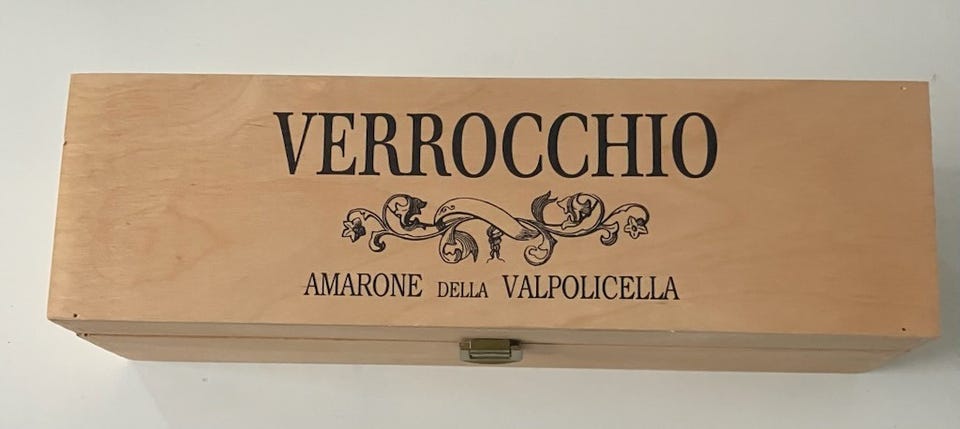 VERROCCHIO
AMARONE DELLA VALPOLICELLA